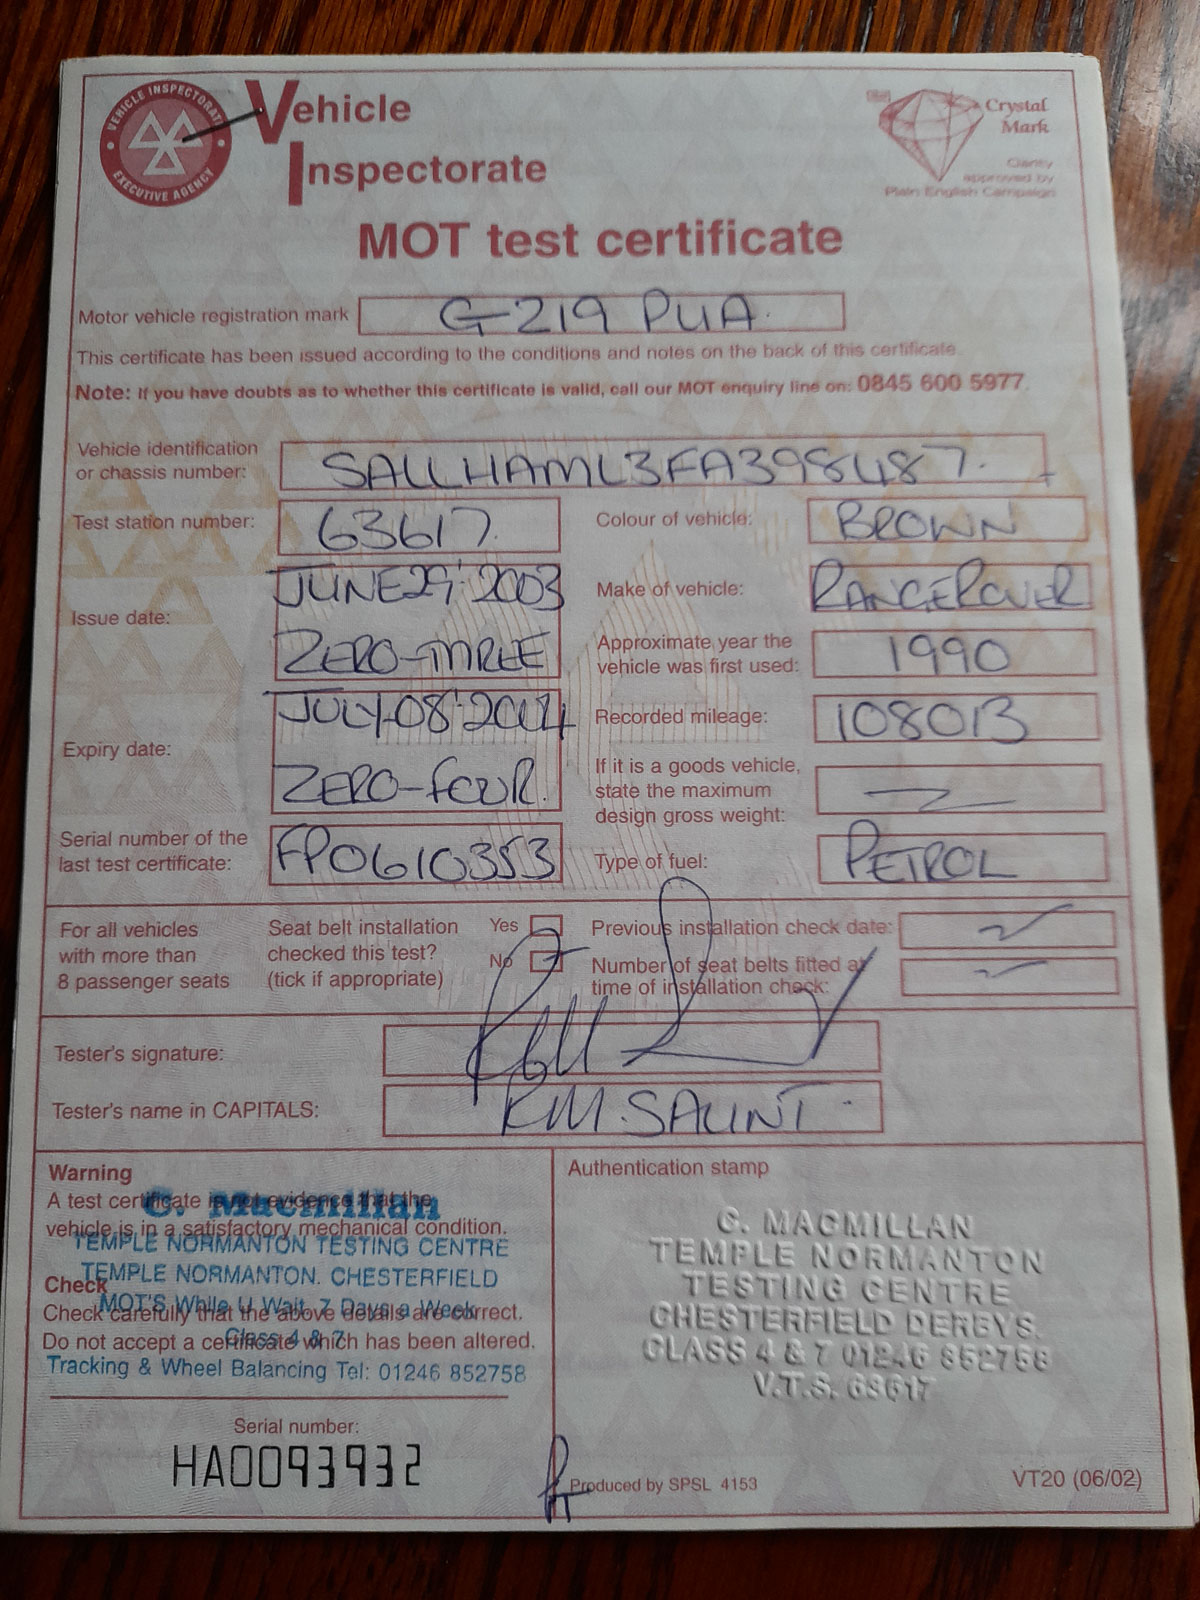 VEHICLE INSPECTORATE
EXECUTIVE AGENCY
Vehicle
Inspectorate
Crystal
Mark
Clarity
approved by
Plain English Campaign
MOT test certificate
Motor vehicle registration mark G-219 PUA.
This certificate has been issued according to the conditions and notes on the back of this certificate.
Note: If you have doubts as to whether this certificate is valid, call our MOT enquiry line on: 0845 600 5977.
Vehicle identification
or chassis number: SALLHAML3FA398487.
Test station number: 63617.
Colour of vehicle: BROWN
Issue date: JUNE 29' 2003
ZERO-THREE
Make of vehicle: RANGEROVER
Approximate year the
vehicle was first used: 1990
Expiry date: JULY-08'-2004
ZERO-FOUR.
Recorded mileage: 108013
If it is a goods vehicle,
state the maximum
design gross weight:
Serial number of the
last test certificate: FP0610353
Type of fuel: PETROL
For all vehicles
with more than
8 passenger seats
Seat belt installation
checked this test?
(tick if appropriate)
Yes
No
Previous installation check date:
Number of seat belts fitted at
time of installation check:
Tester's signature:
Tester's name in CAPITALS: R.M. SAUNT
Warning
A test certificate is not evidence that the
vehicle is in a satisfactory mechanical condition.
Check
Check carefully that the above details are correct.
Do not accept a certificate which has been altered.
G. Macmillan
TEMPLE NORMANTON TESTING CENTRE
TEMPLE NORMANTON. CHESTERFIELD
MOT'S While U Wait 7 Days a Week
Class 4 & 7
Tracking & Wheel Balancing Tel: 01246 852758
Serial number:
HA0093932
Authentication stamp
G. MACMILLAN
TEMPLE NORMANTON
TESTING CENTRE
CHESTERFIELD DERBYS.
CLASS 4 & 7 01246 852758
V.T.S. 63617
Produced by SPSL 4153
VT20 (06/02)